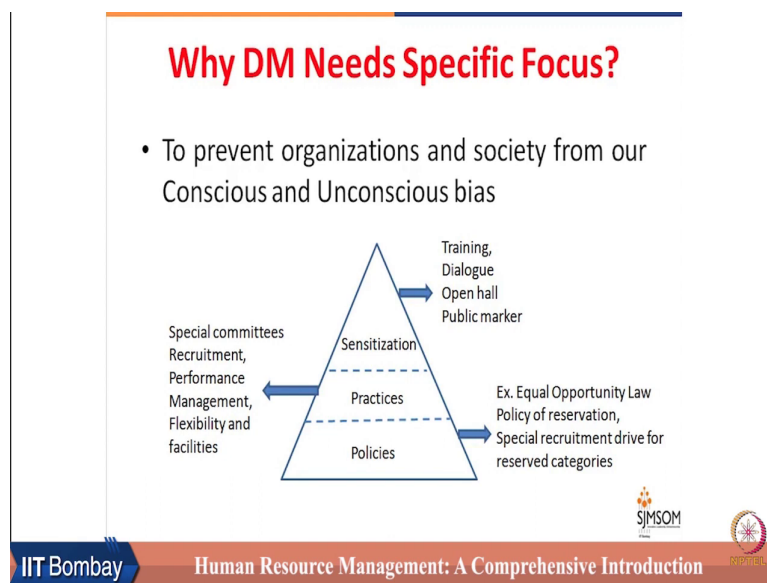 Why DM Needs Specific Focus?
• To prevent organizations and society from our
Conscious and Unconscious bias
Training,
Dialogue
Open hall
Public marker
Special committees
Recruitment,
Performance
Management,
Flexibility and
facilities
Sensitization
Practices
Policies
Ex. Equal Opportunity Law
Policy of reservation,
Special recruitment drive for
reserved categories
SJMSOM
IIT Bombay
Human Resource Management: A Comprehensive Introduction
NPTEL